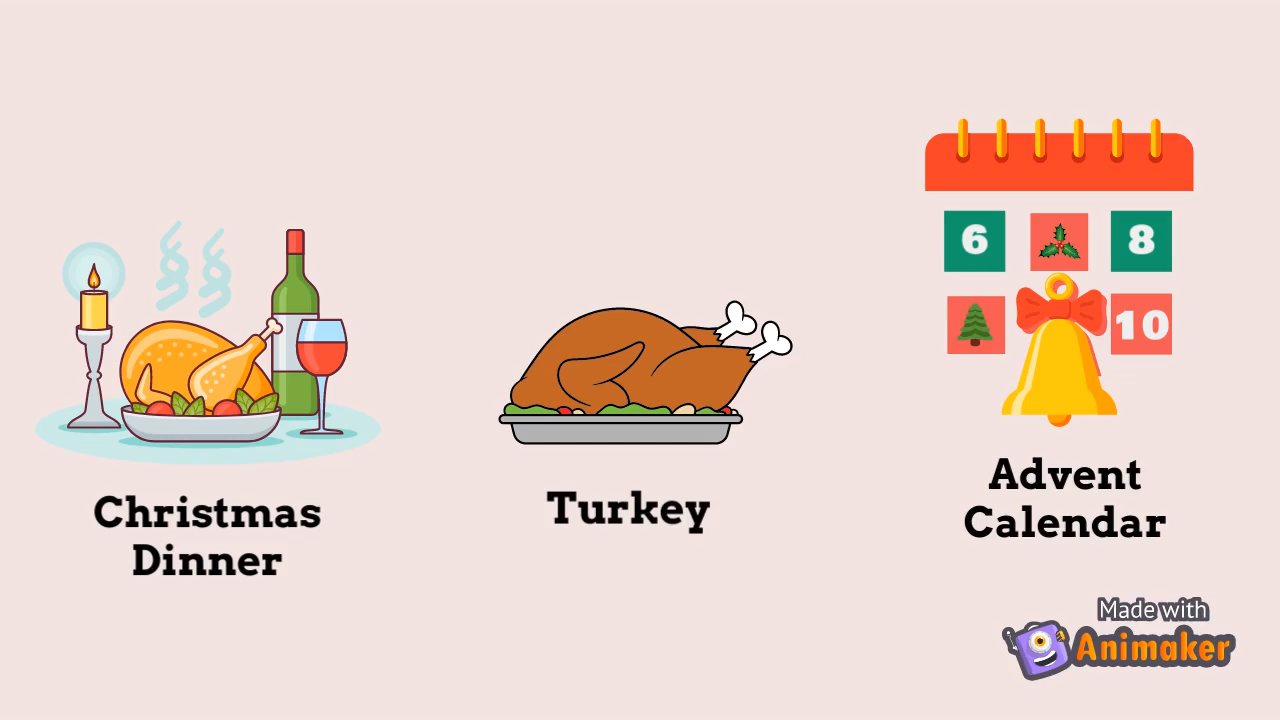 6
8
10
Christmas
Dinner
Turkey
Advent
Calendar
Made with
Animaker